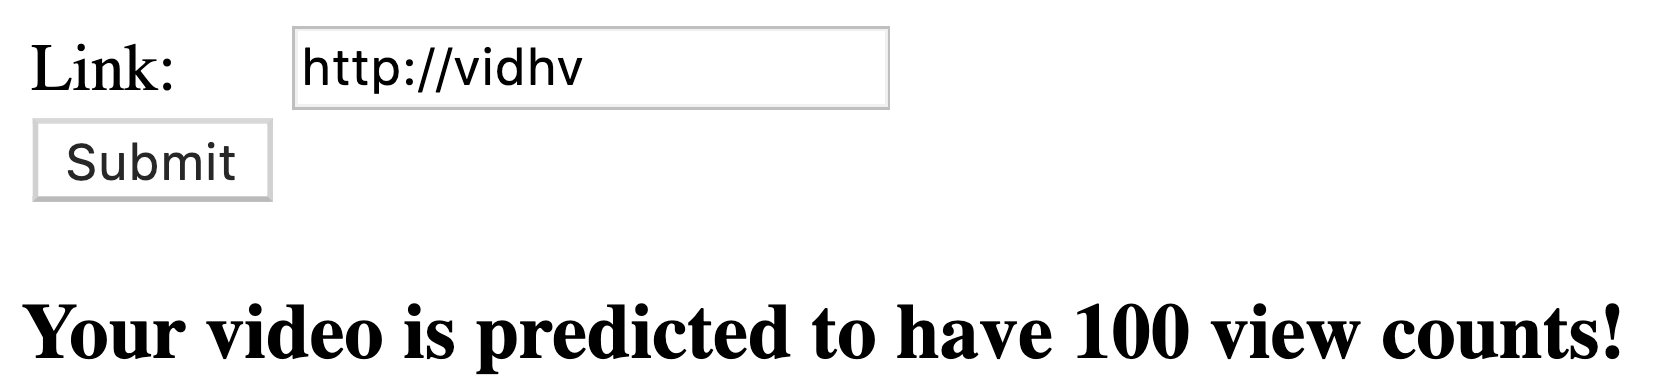 Link: http://vidhv
Submit
Your video is predicted to have 100 view counts!